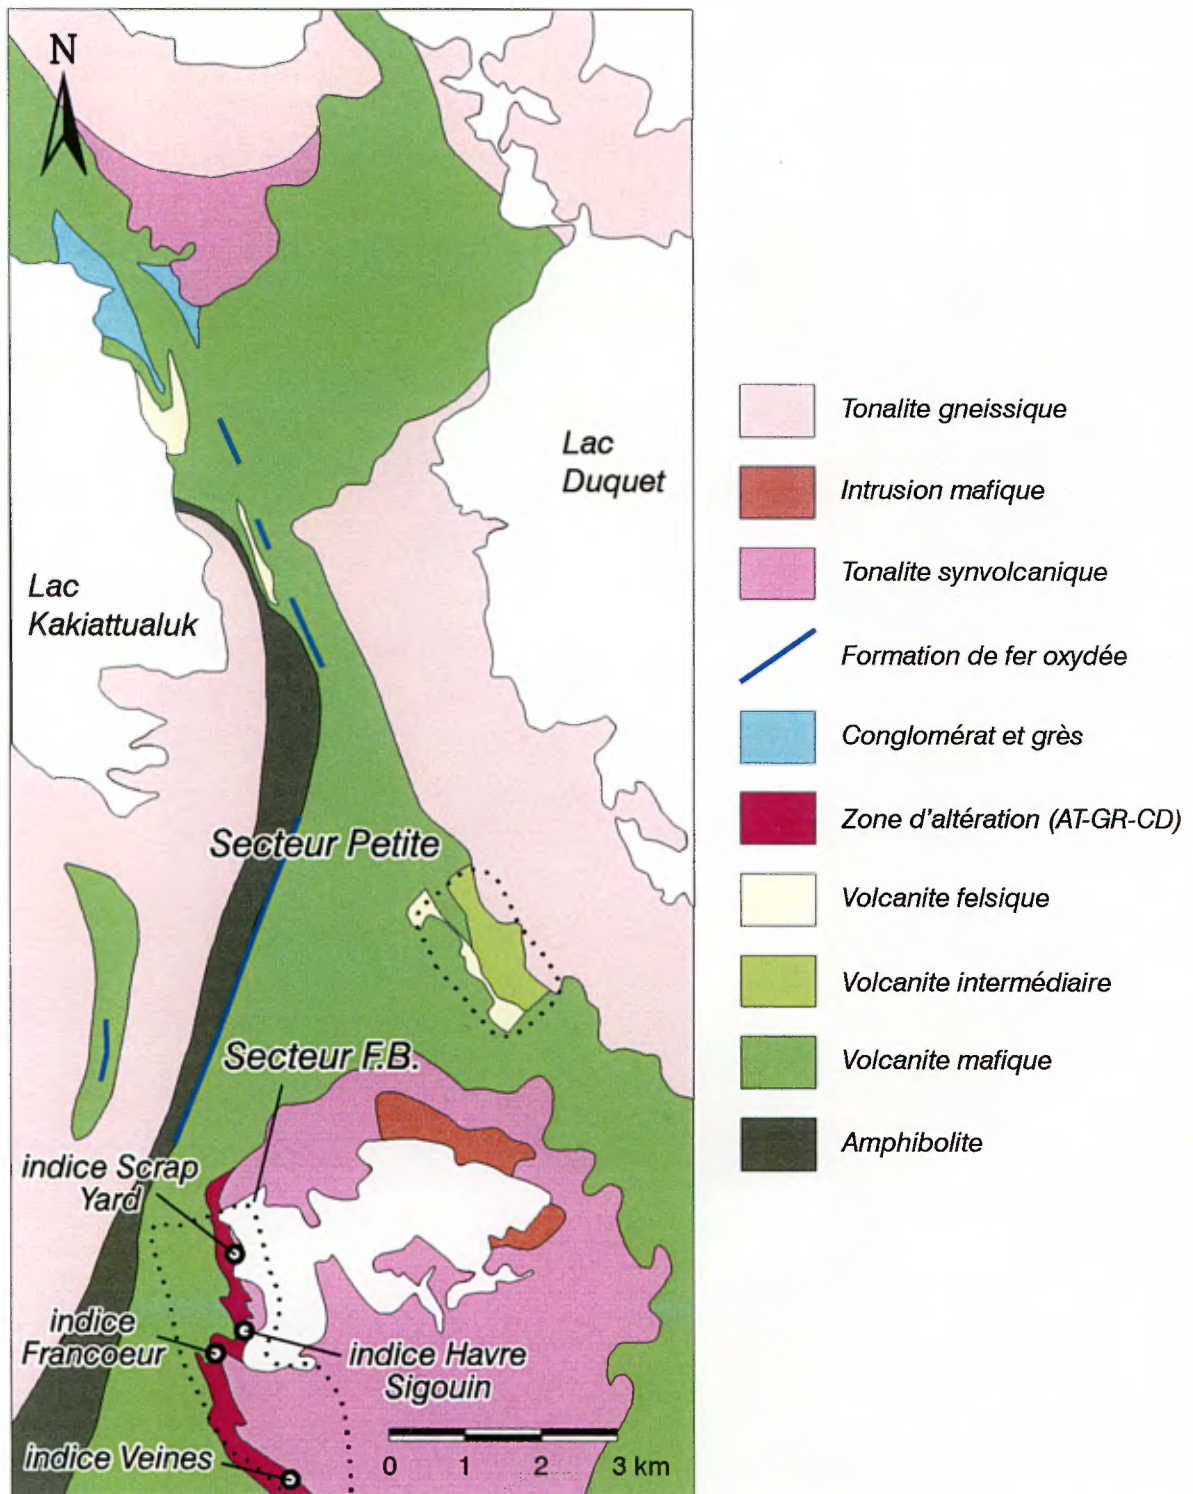 N
Lac
Duquet
Lac
Kakiattualuk
Secteur Petite
Secteur F.B.
indice Scrap
Yard
indice
Francoeur
indice Havre
Sigouin
indice Veines
0 1 2 3 km
Tonalite gneissique
Intrusion mafique
Tonalite synvolcanique
Formation de fer oxydée
Conglomérat et grès
Zone d'altération (AT-GR-CD)
Volcanite felsique
Volcanite intermédiaire
Volcanite mafique
Amphibolite